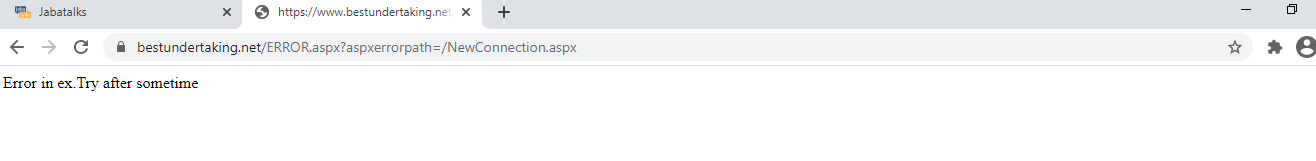 Jabatalks
https://www.bestundertaking.net
bestundertaking.net/ERROR.aspx?aspxerrorpath=/NewConnection.aspx
Error in ex.Try after sometime